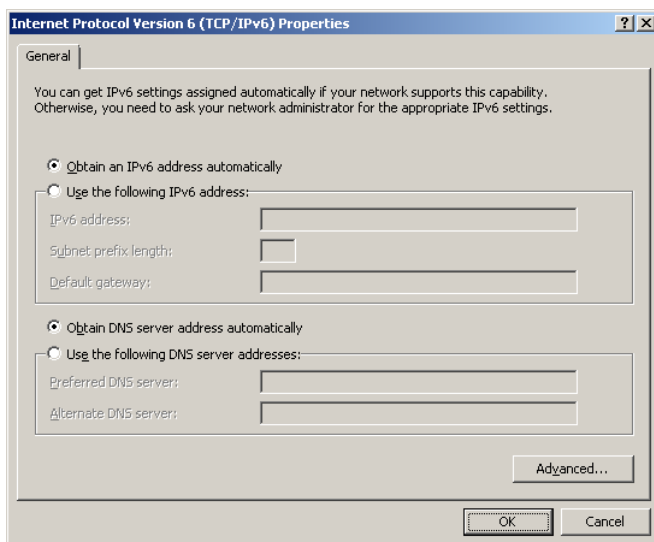 Internet Protocol Version 6 (TCP/IPv6) Properties
General
You can get IPv6 settings assigned automatically if your network supports this capability.
Otherwise, you need to ask your network administrator for the appropriate IPv6 settings.
Obtain an IPv6 address automatically
Use the following IPv6 address:
IPv6 address:
Subnet prefix length:
Default gateway:
Obtain DNS server address automatically
Use the following DNS server addresses:
Preferred DNS server:
Alternate DNS server:
Advanced...
OK
Cancel